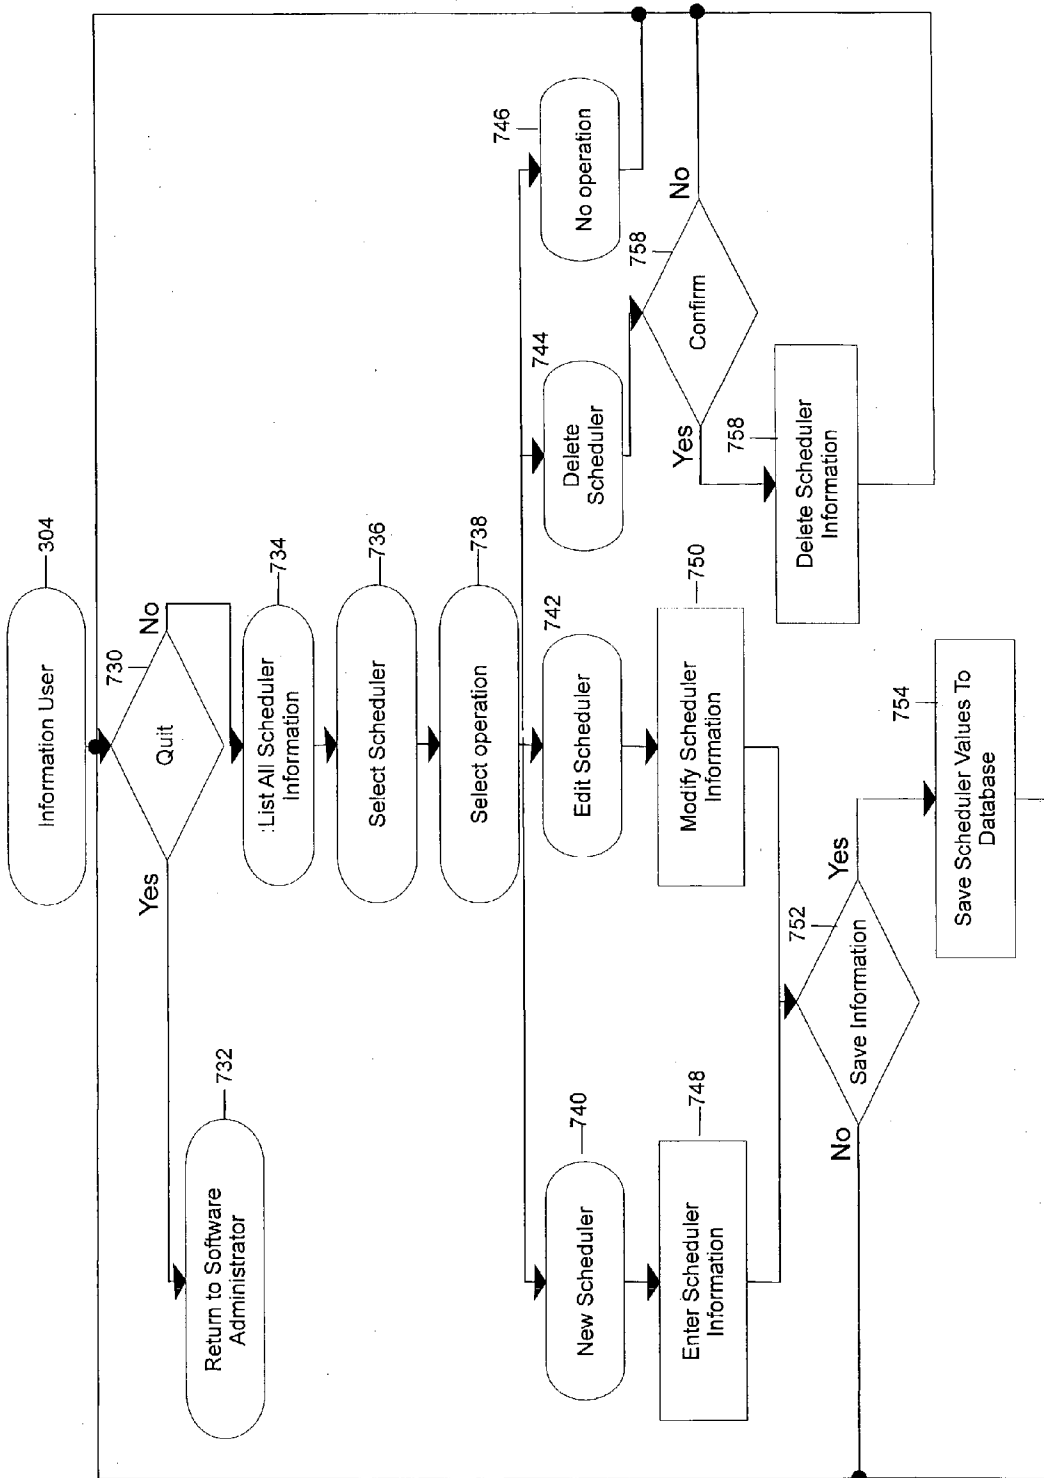 Information User
304
Quit
730
No
Yes
Return to Software
Administrator
732
:List All Scheduler
Information
734
Select Scheduler
736
Select operation
738
New Scheduler
740
Edit Scheduler
742
Delete
Scheduler
744
No operation
746
Enter Scheduler
Information
748
Modify Scheduler
Information
750
Confirm
758
No
Yes
Delete Scheduler
Information
758
Save Information
752
No
Yes
Save Scheduler Values To
Database
754